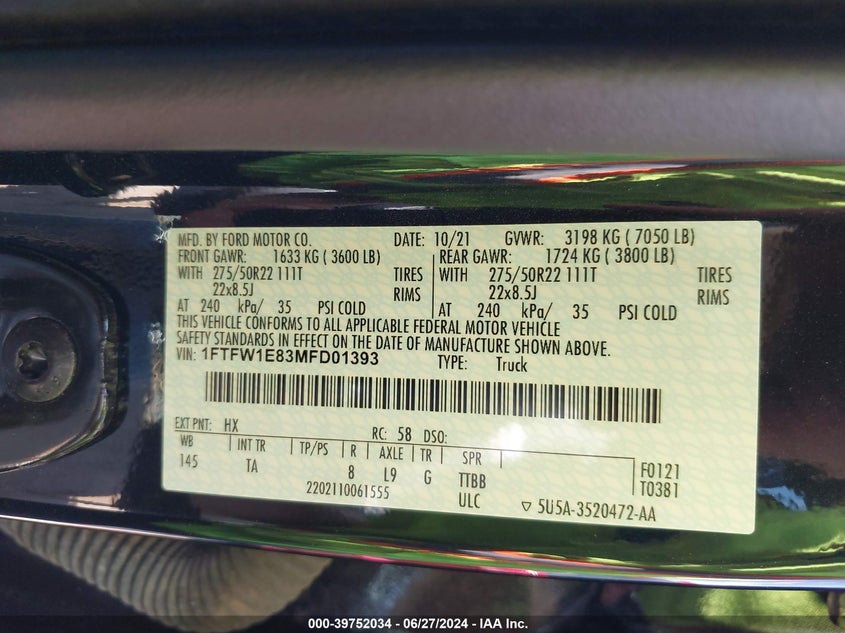 MFD. BY FORD MOTOR CO. DATE: 10/21 GVWR: 3198 KG ( 7050 LB)
FRONT GAWR: 1633 KG ( 3600 LB) REAR GAWR: 1724 KG ( 3800 LB)
WITH 275/50R22 111T TIRES WITH 275/50R22 111T TIRES
22x8.5J RIMS 22x8.5J RIMS
AT 240 kPa/ 35 PSI COLD AT 240 kPa/ 35 PSI COLD
THIS VEHICLE CONFORMS TO ALL APPLICABLE FEDERAL MOTOR VEHICLE
SAFETY STANDARDS IN EFFECT ON THE DATE OF MANUFACTURE SHOWN ABOVE.
VIN: 1FTFW1E83MFD01393 TYPE: Truck
EXT PNT: HX RC: 58 DSO:
WB INT TR TP/PS R AXLE TR SPR F0121
145 TA 8 L9 G TTBB T0381
2202110061555 ULC ▽ 5U5A-3520472-AA
000-39752034 / 06/27/2024 - IAA Inc.